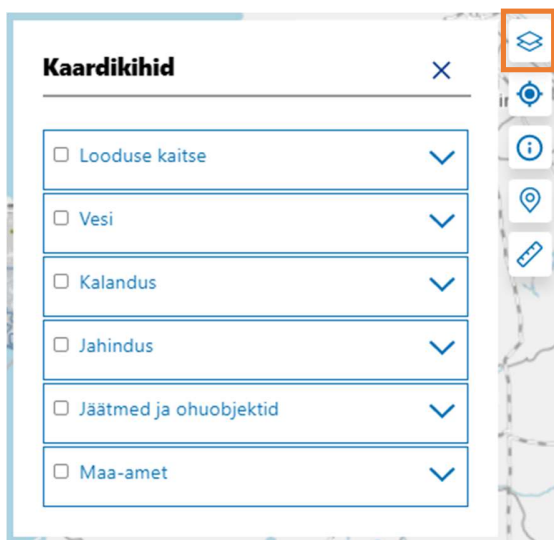 Kaardikihid
Looduse kaitse
Vesi
Kalandus
Jahindus
Jäätmed ja ohuobjektid
Maa-amet